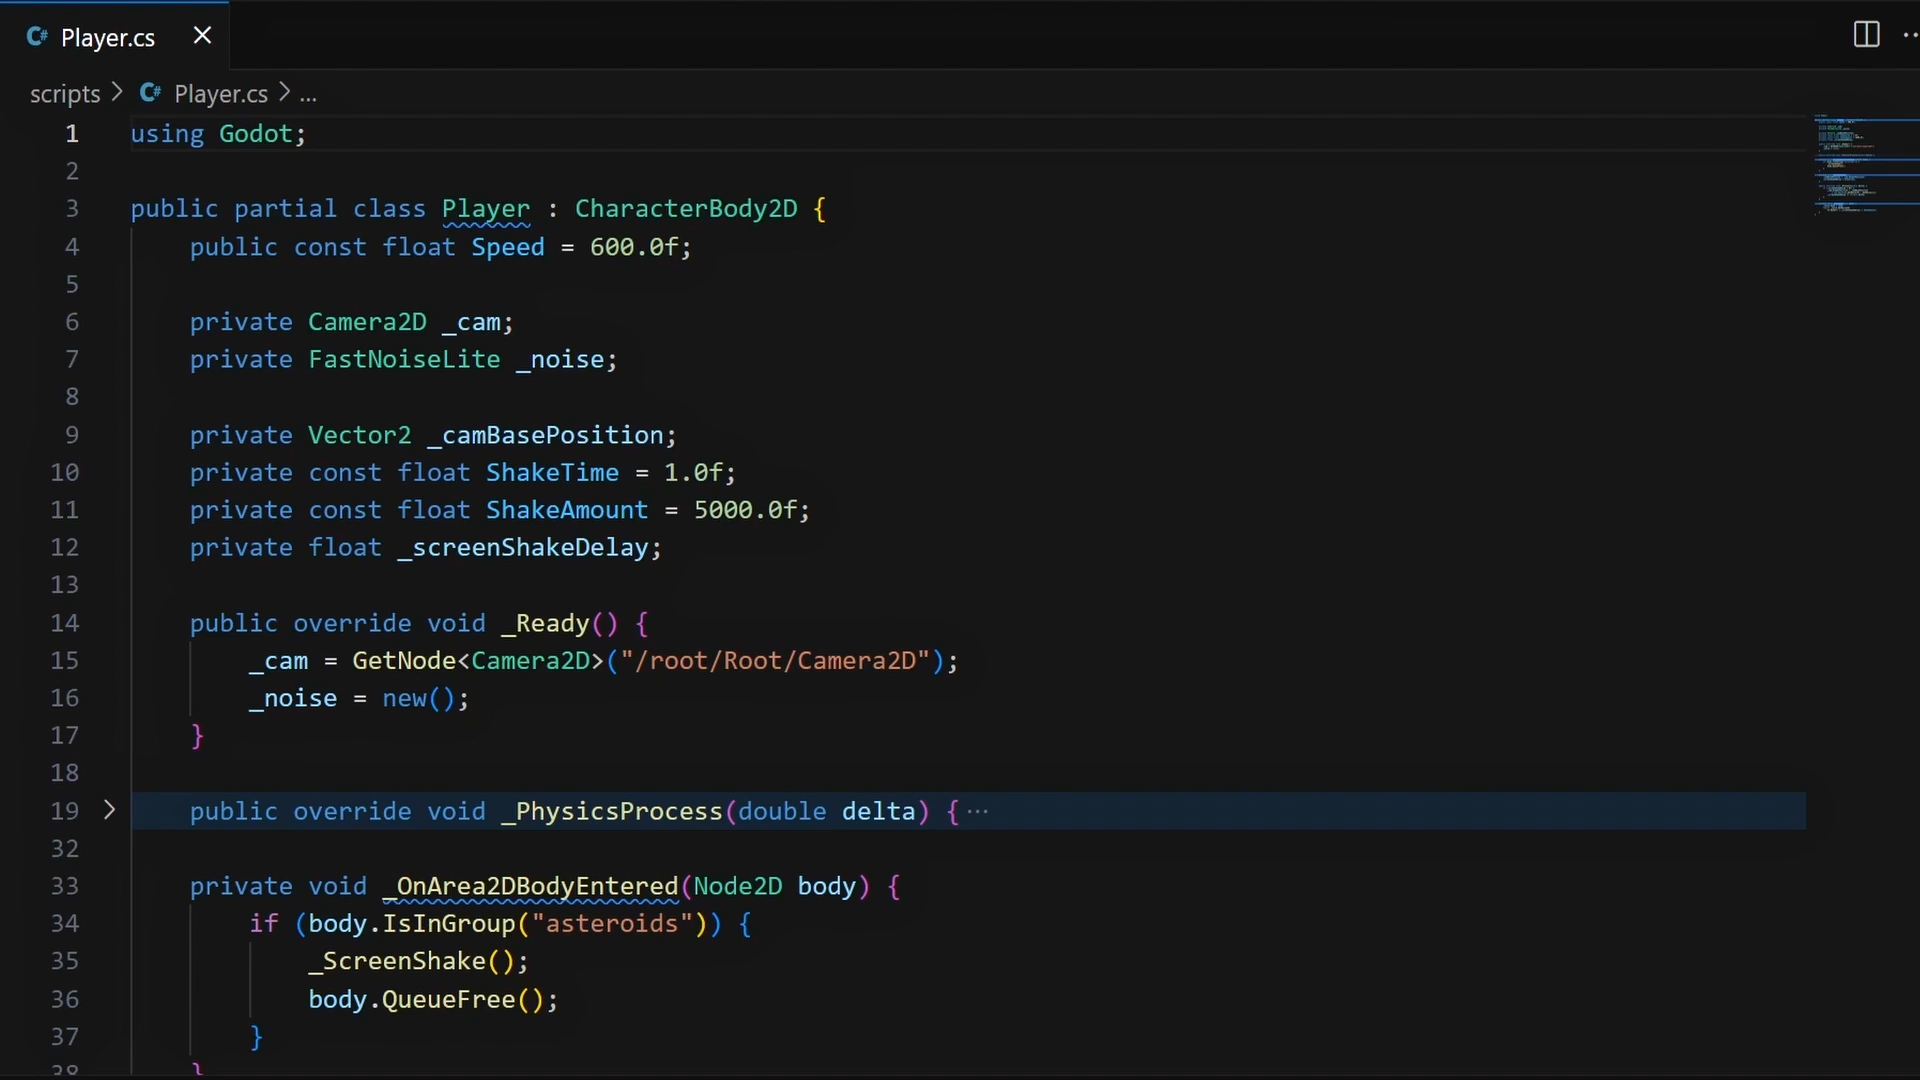 C# Player.cs
scripts > C# Player.cs > ...
1 using Godot;
2
3 public partial class Player : CharacterBody2D {
4 public const float Speed = 600.0f;
5
6 private Camera2D _cam;
7 private FastNoiseLite _noise;
8
9 private Vector2 _camBasePosition;
10 private const float ShakeTime = 1.0f;
11 private const float ShakeAmount = 5000.0f;
12 private float _screenShakeDelay;
13
14 public override void _Ready() {
15 _cam = GetNode<Camera2D>("/root/Root/Camera2D");
16 _noise = new();
17 }
18
19 public override void _PhysicsProcess(double delta) {···
32
33 private void _OnArea2DBodyEntered(Node2D body) {
34 if (body.IsInGroup("asteroids")) {
35 _ScreenShake();
36 body.QueueFree();
37 }
38 }